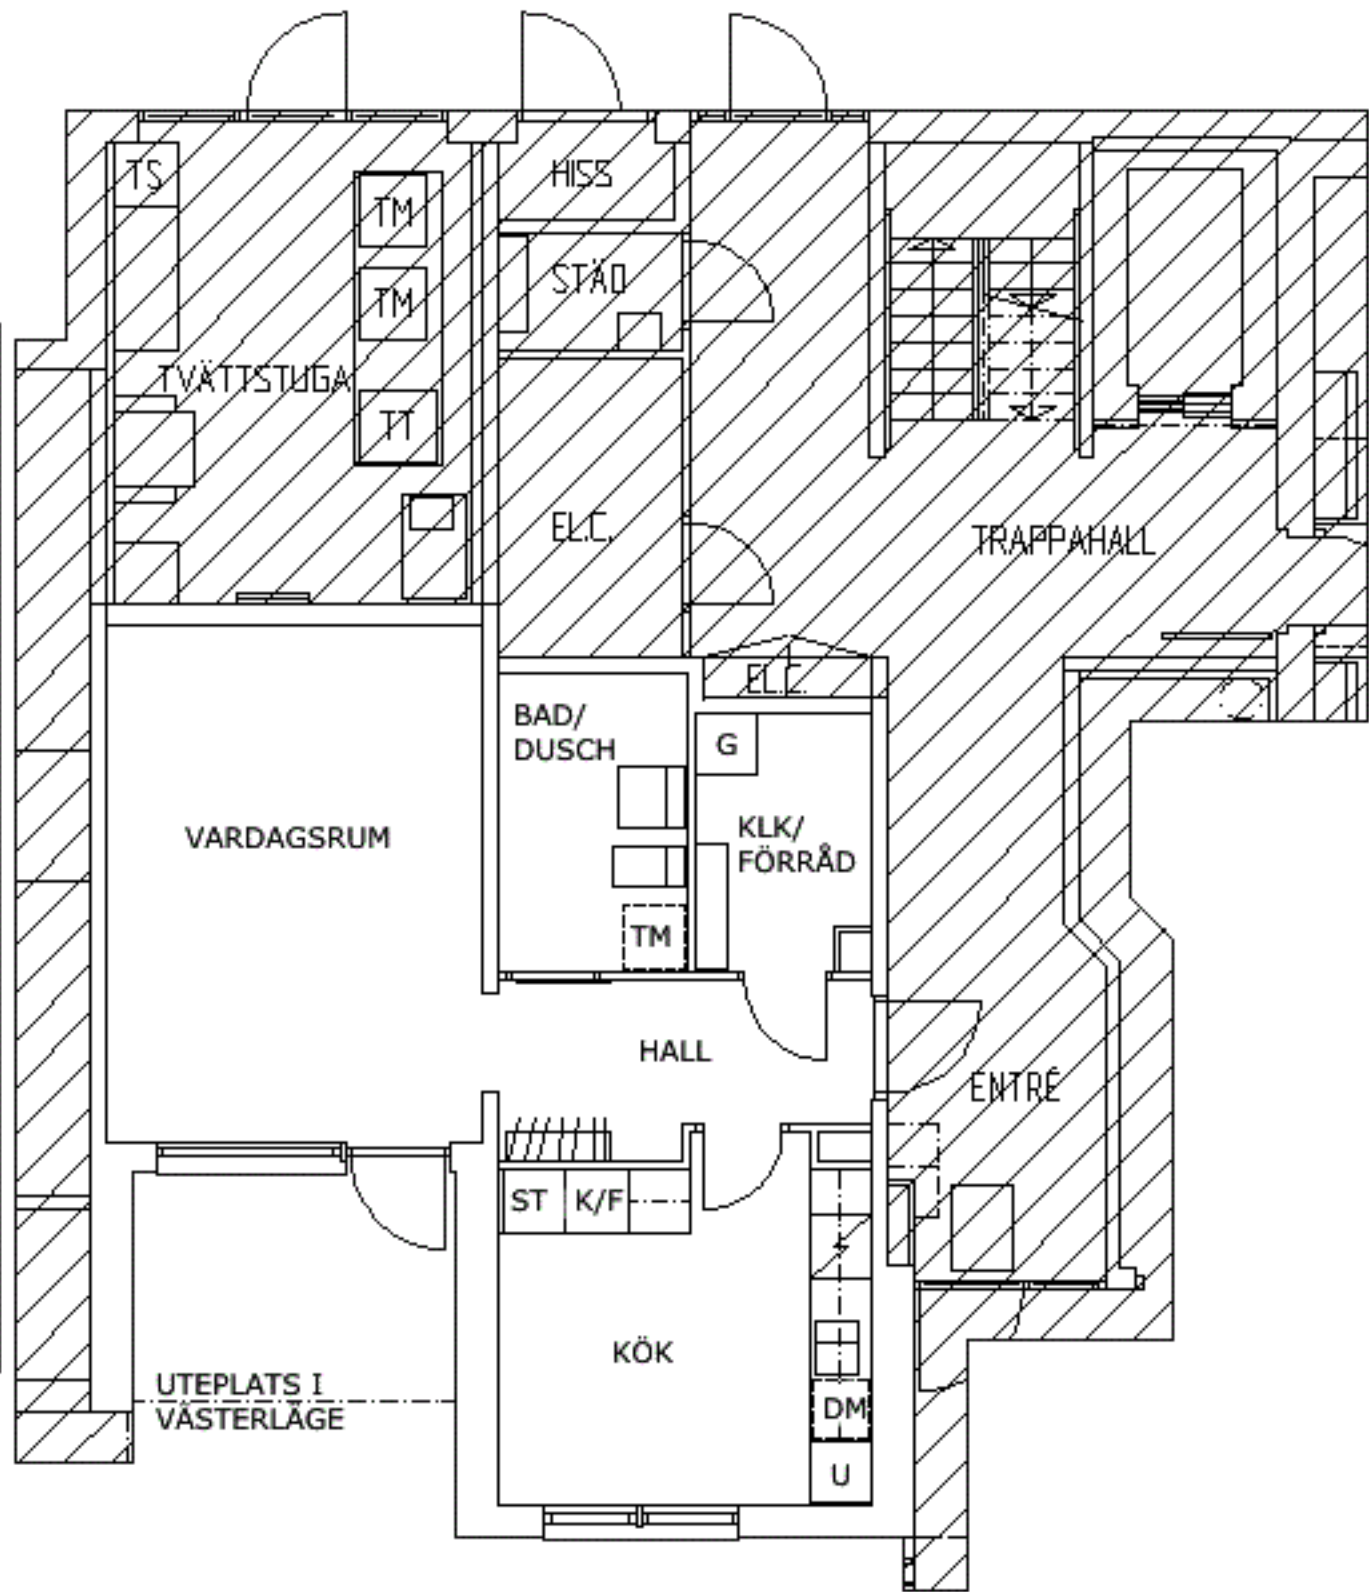 TS
TM
HISS
TM
STÄD
TVÄTTSTUGA
TT
EL.C.
TRAPPAHALL
EL.C.
BAD/
DUSCH
G
KLK/
FÖRRÅD
VARDAGSRUM
TM
HALL
ENTRÉ
ST
K/F
KÖK
UTEPLATS I
VÄSTERLÄGE
DM
U